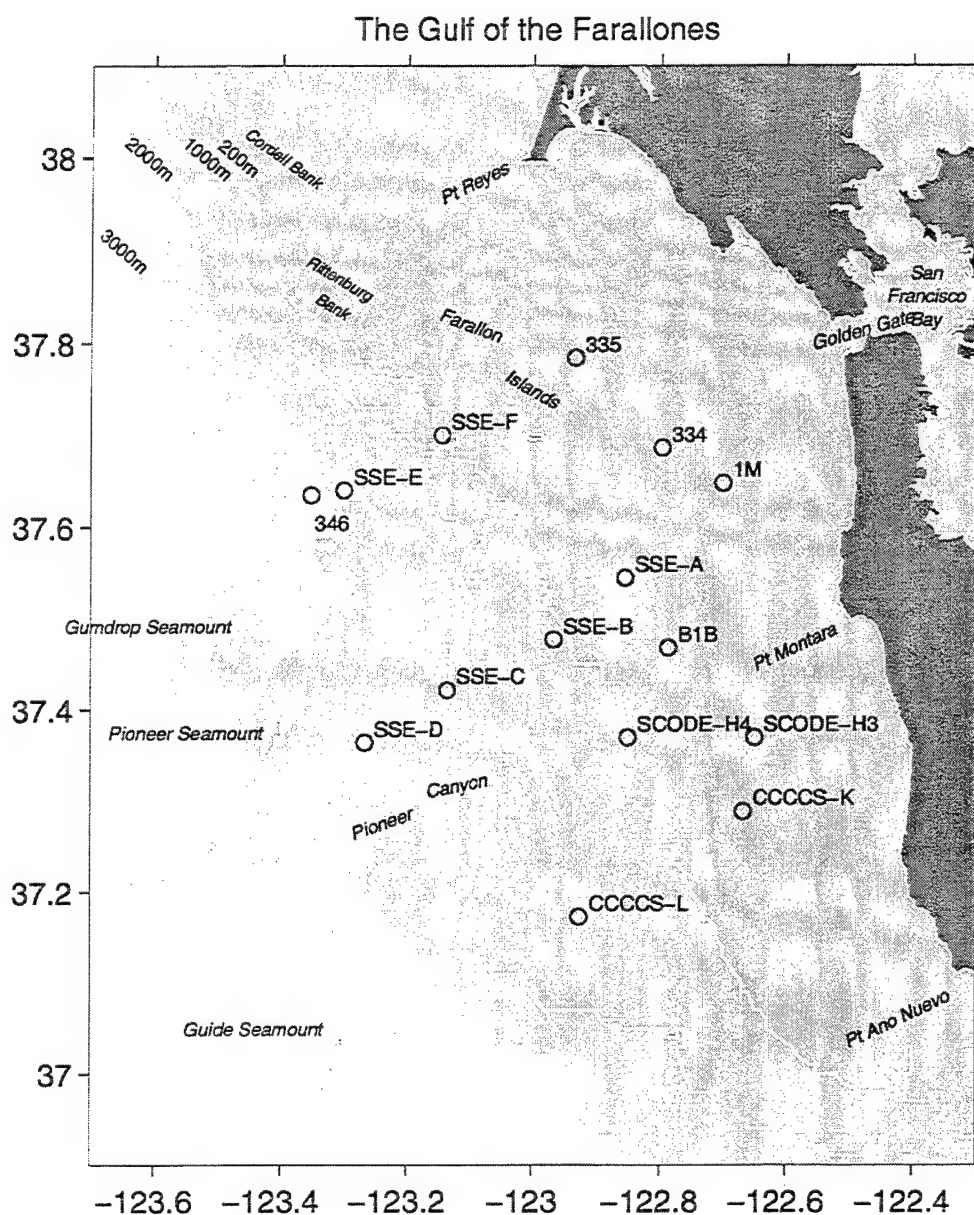 The Gulf of the Farallones
38
37.8
37.6
37.4
37.2
37
2000m
1000m
200m
Cordell Bank
3000m
Pt Reyes
Rittenburg
Bank
Farallon
Islands
San
Francisco
Bay
Golden Gate
335
SSE-F
334
SSE-E
1M
346
SSE-A
Gumdrop Seamount
SSE-B
B1B
Pt Montara
SSE-C
Pioneer Seamount
SSE-D
SCODE-H4
SCODE-H3
Pioneer
Canyon
CCCCS-K
CCCCS-L
Guide Seamount
Pt Ano Nuevo
-123.6
-123.4
-123.2
-123
-122.8
-122.6
-122.4